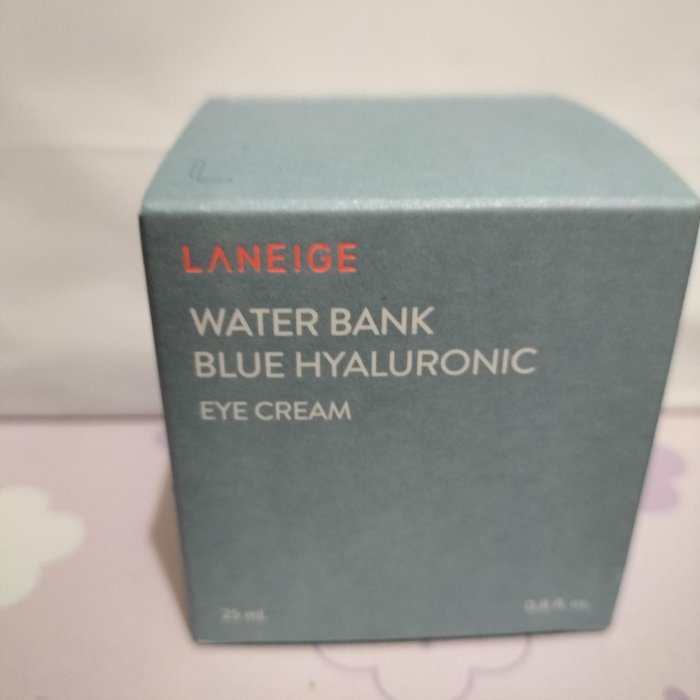 LANEIGE
WATER BANK
BLUE HYALURONIC
EYE CREAM
25 mL 0.8 fl. oz.